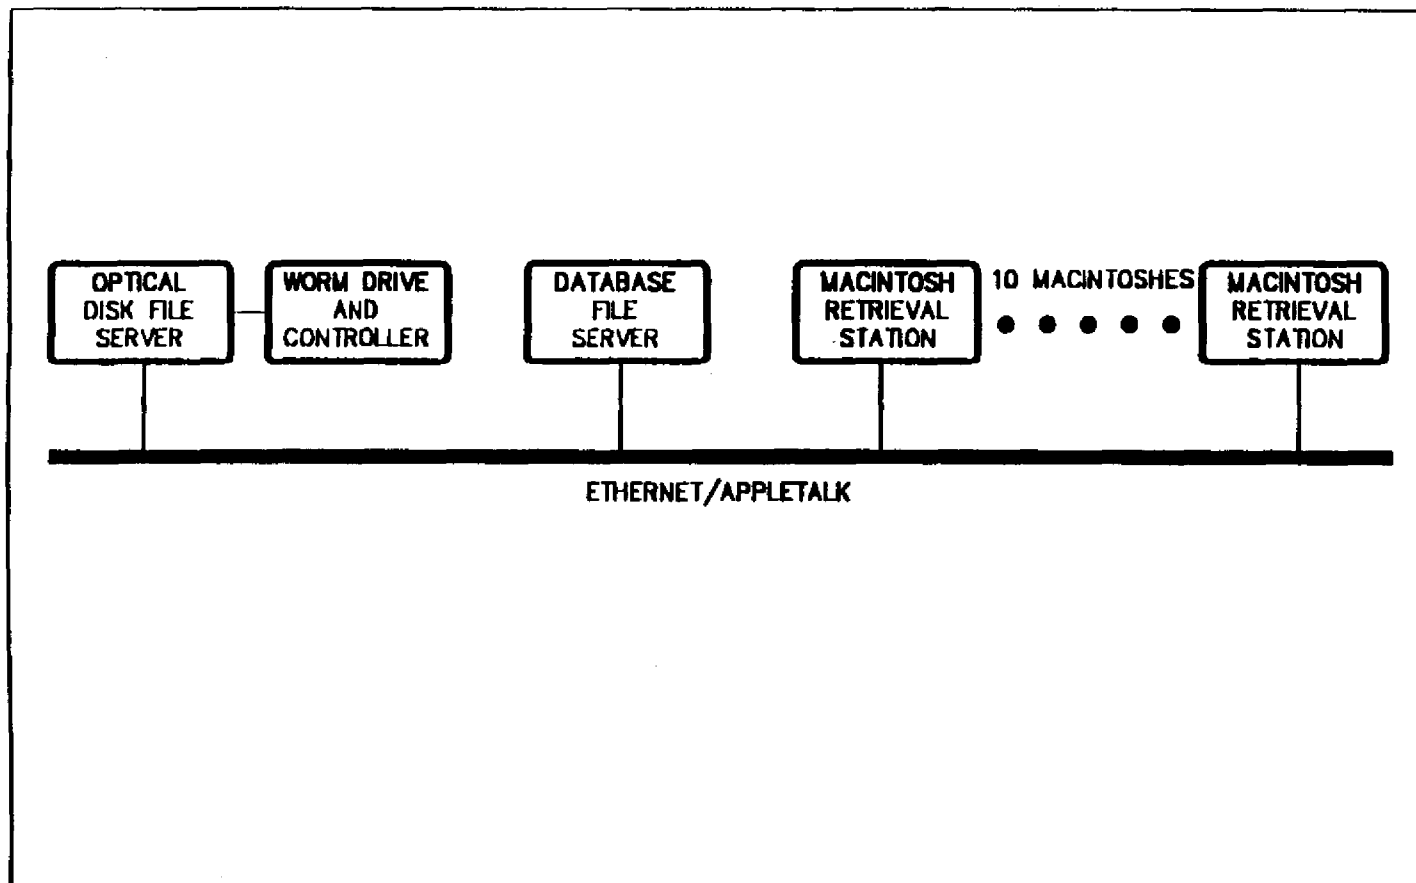 OPTICAL
DISK FILE
SERVER
WORM DRIVE
AND
CONTROLLER
DATABASE
FILE
SERVER
MACINTOSH
RETRIEVAL
STATION
10 MACINTOSHES
MACINTOSH
RETRIEVAL
STATION
ETHERNET/APPLETALK